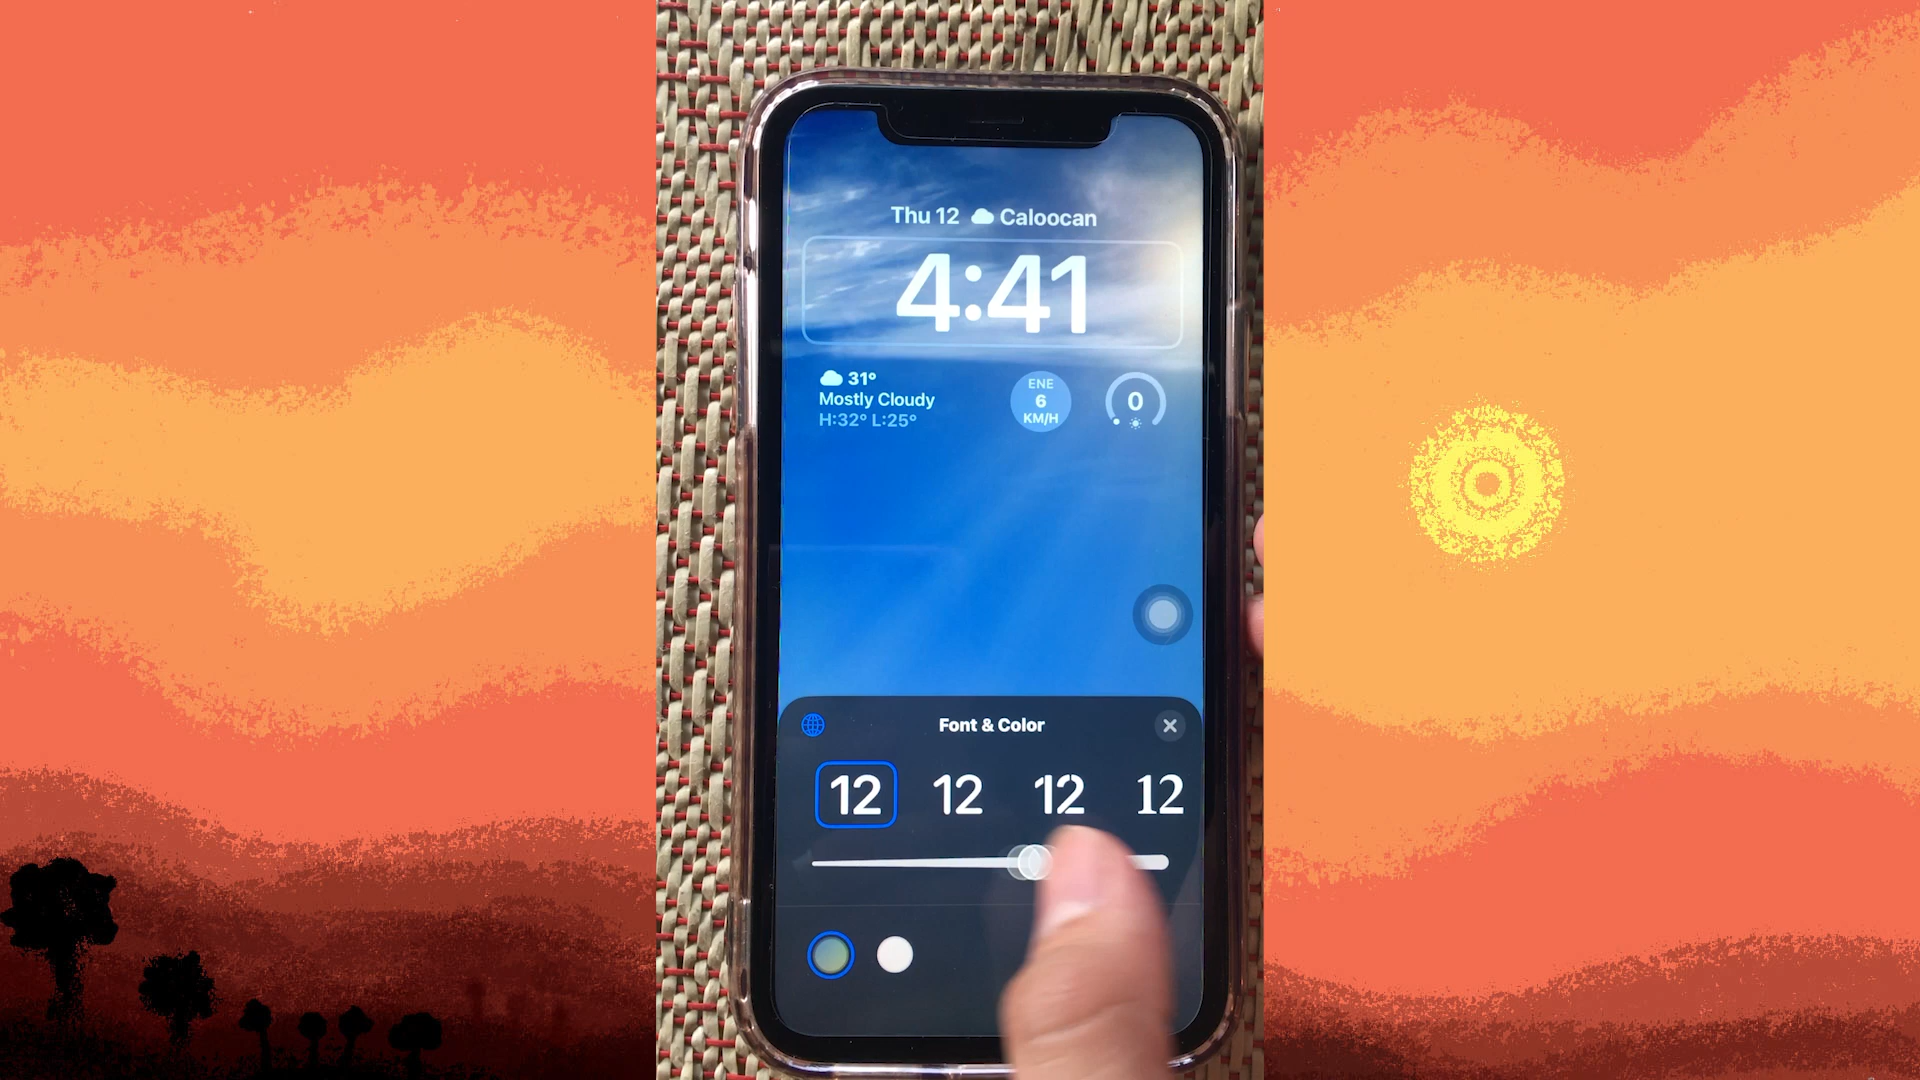 Thu 12 Caloocan
4:41
31°
Mostly Cloudy
H:32° L:25°
ENE
6
KM/H
0
Font & Color
12 12 12 12